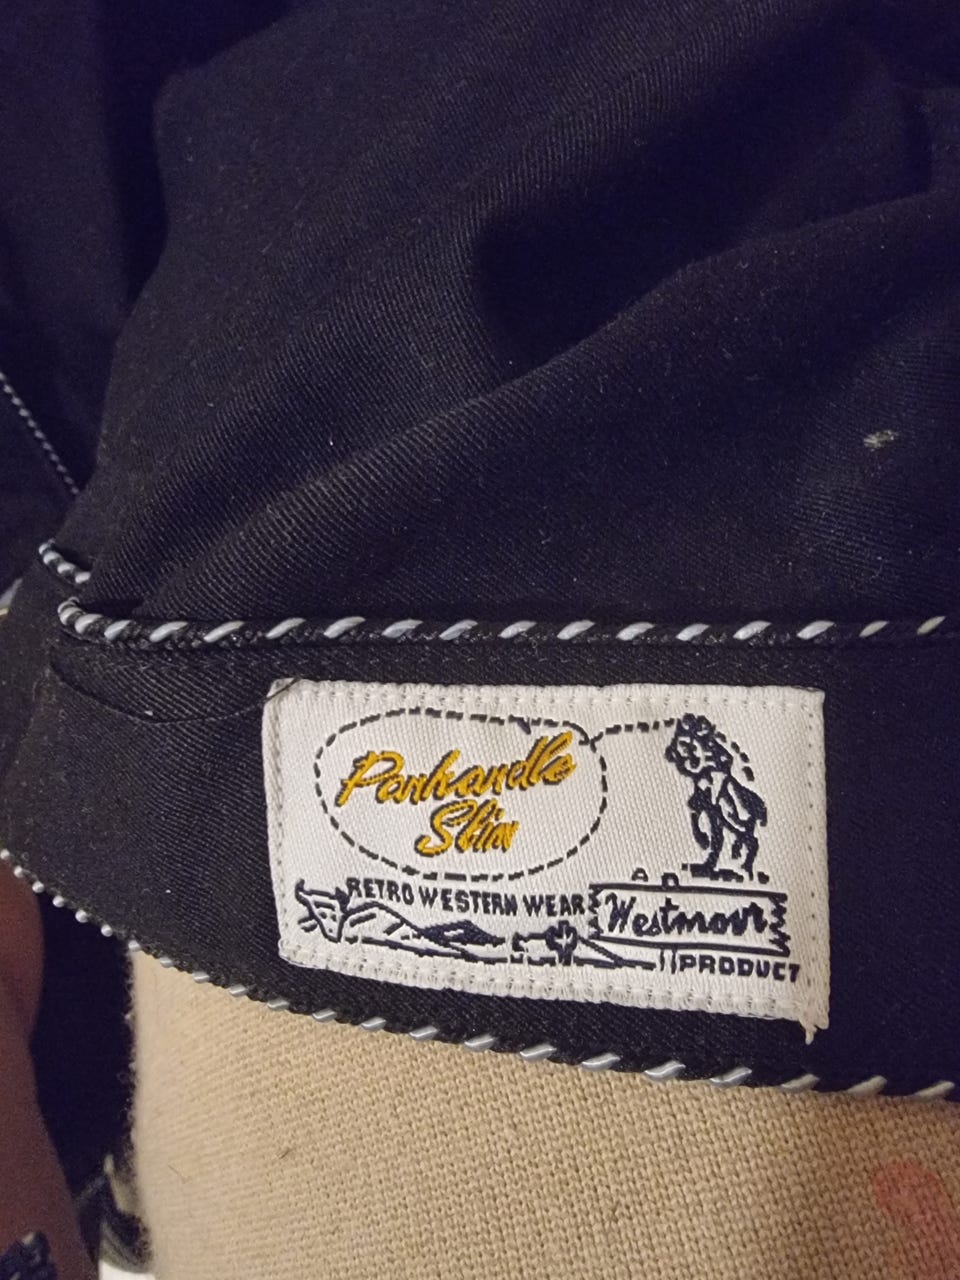 Panhandle
Slim
RETRO WESTERN WEAR
Westmoor
PRODUCT